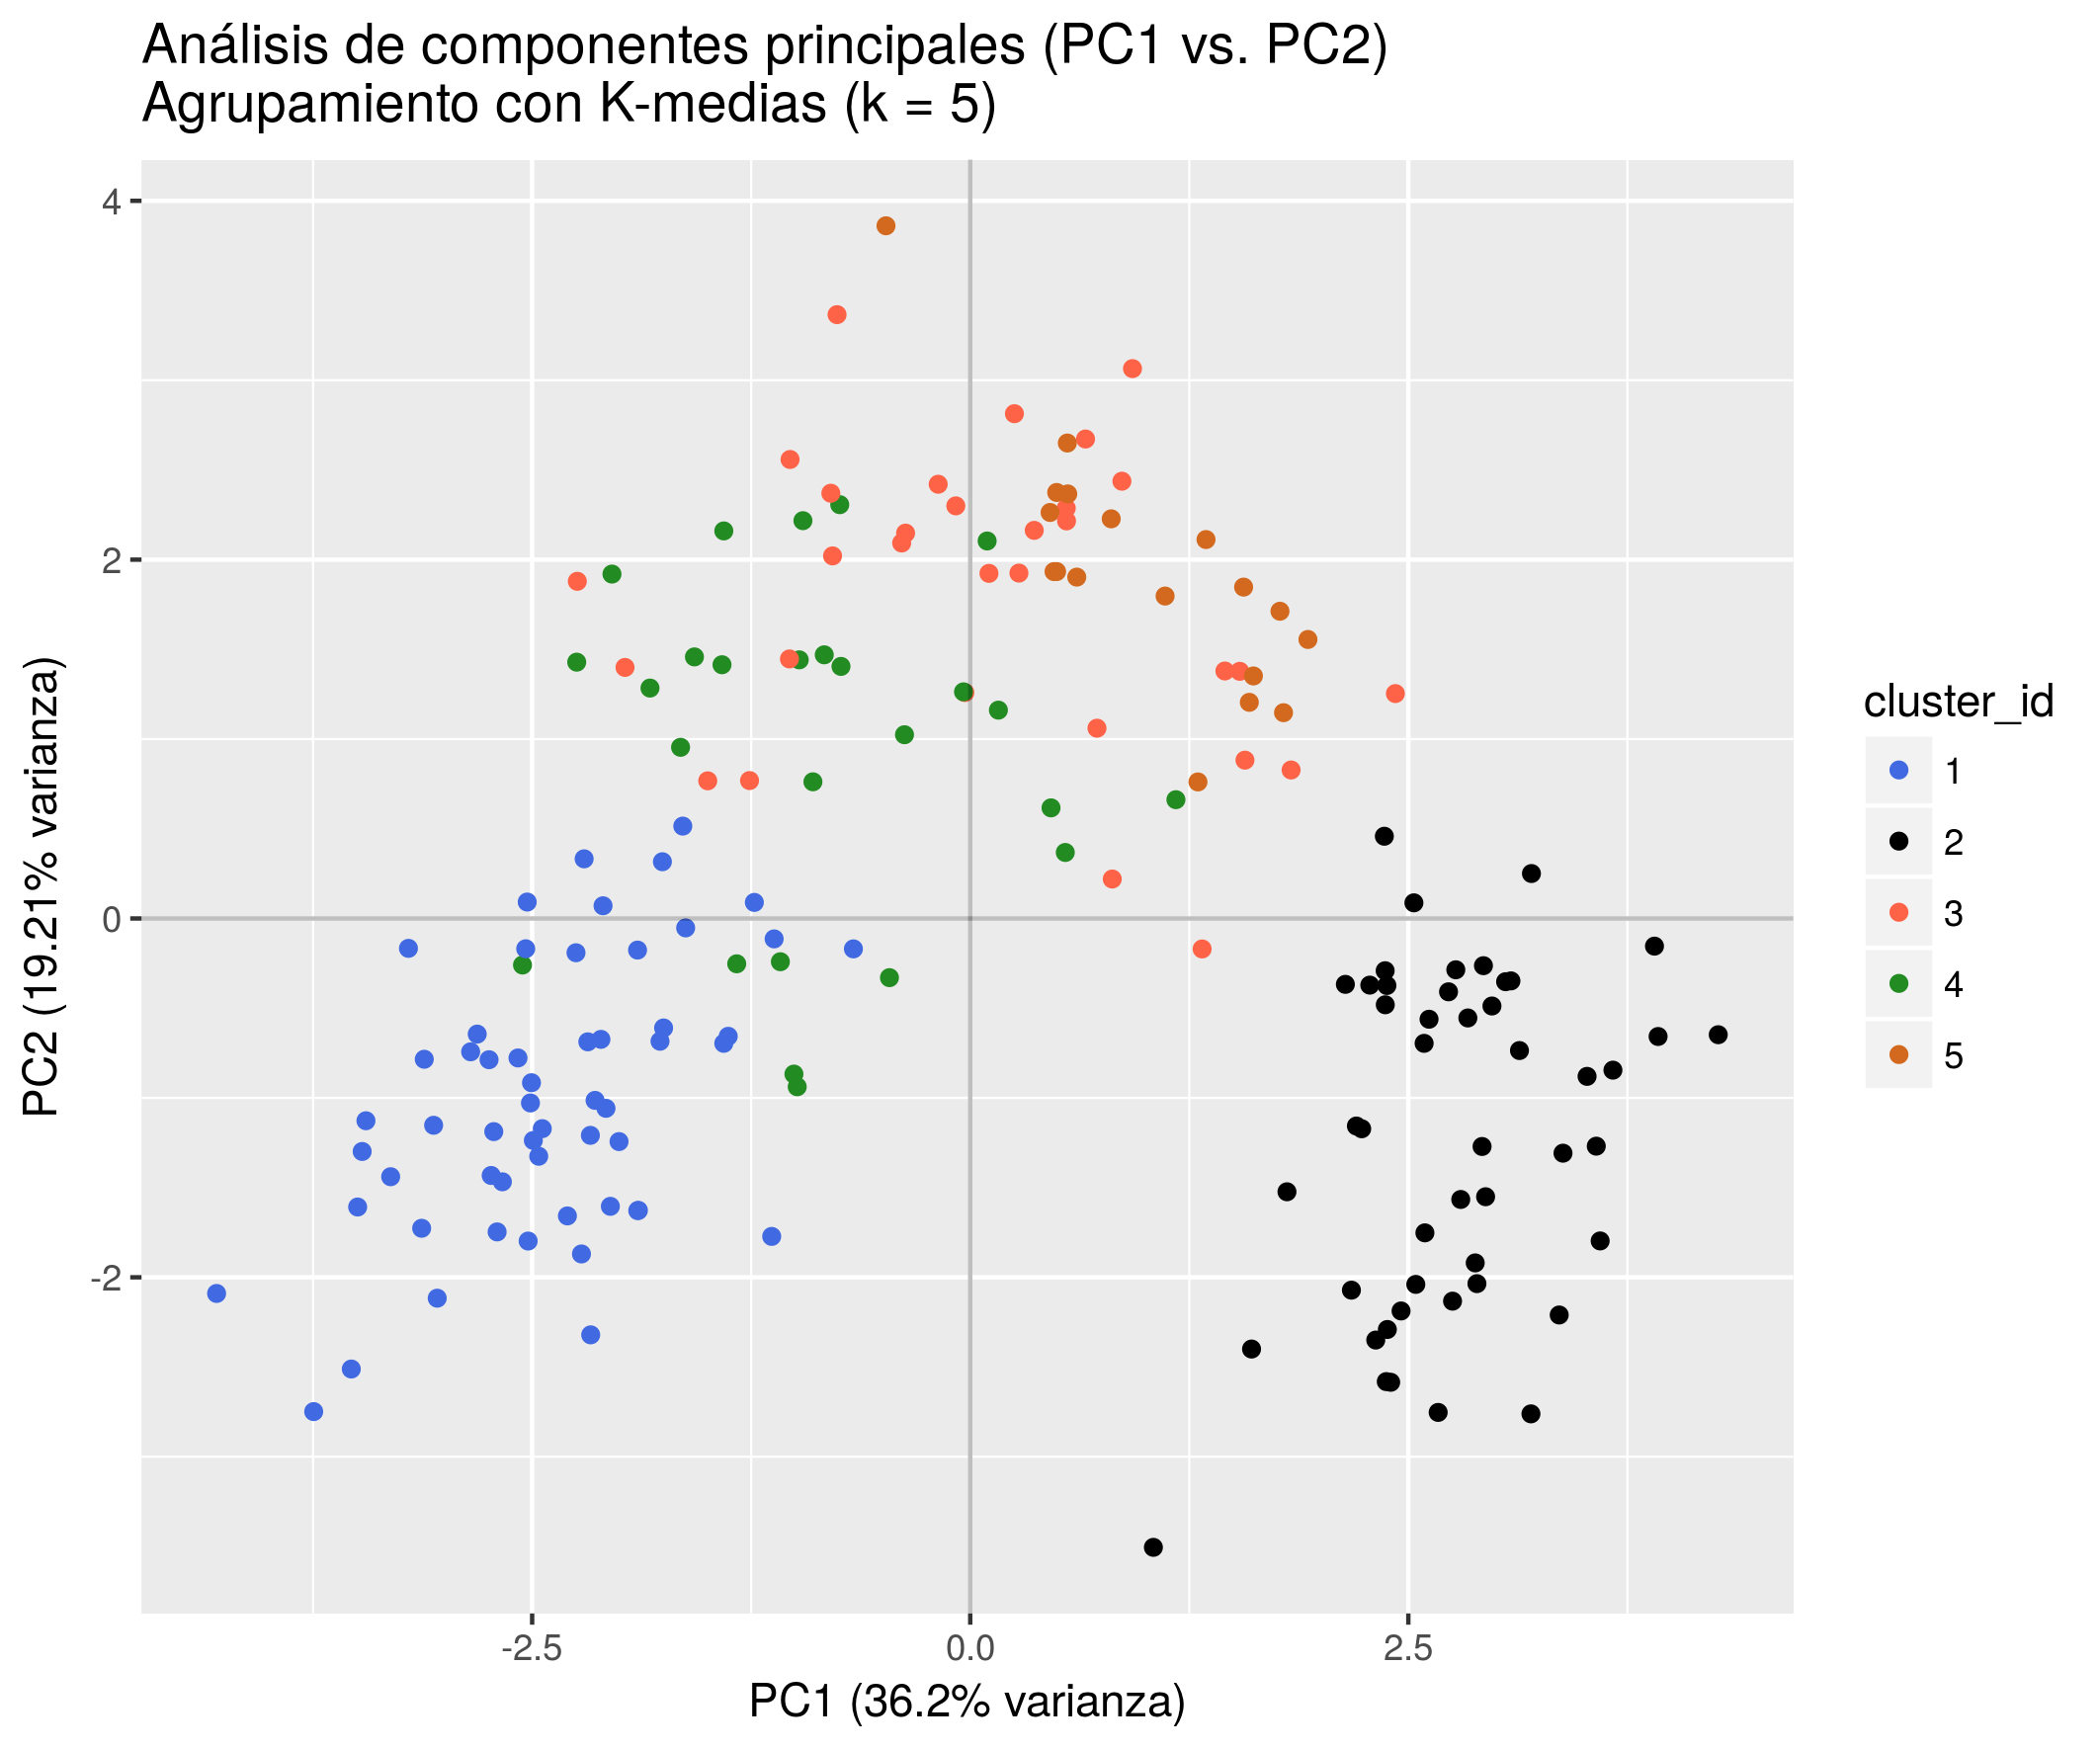 Análisis de componentes principales (PC1 vs. PC2)
Agrupamiento con K-medias (k = 5)
4
2
0
-2
PC2 (19.21% varianza)
-2.5
0.0
2.5
PC1 (36.2% varianza)
cluster_id
1
2
3
4
5